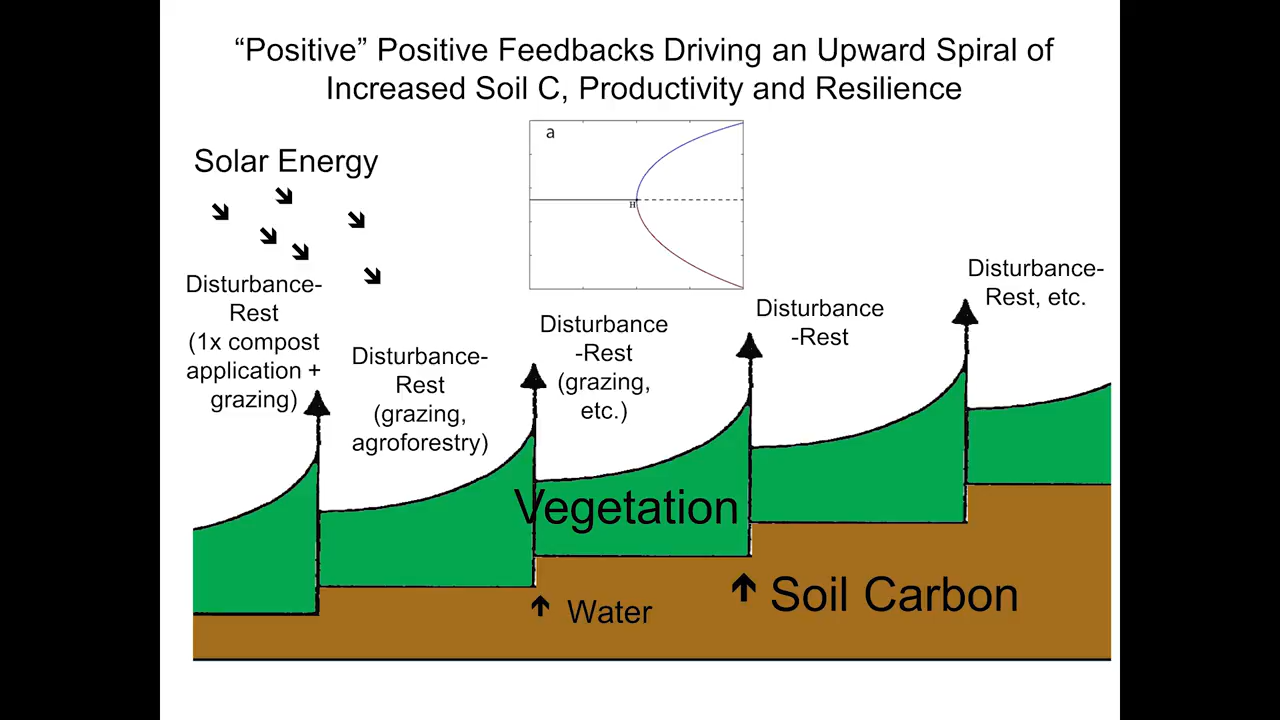 “Positive” Positive Feedbacks Driving an Upward Spiral of
Increased Soil C, Productivity and Resilience
a
H
Solar Energy
Disturbance-
Rest
(1x compost
application +
grazing)
Disturbance-
Rest
(grazing,
agroforestry)
Disturbance
-Rest
(grazing,
etc.)
Disturbance
-Rest
Disturbance-
Rest, etc.
Vegetation
Water
Soil Carbon